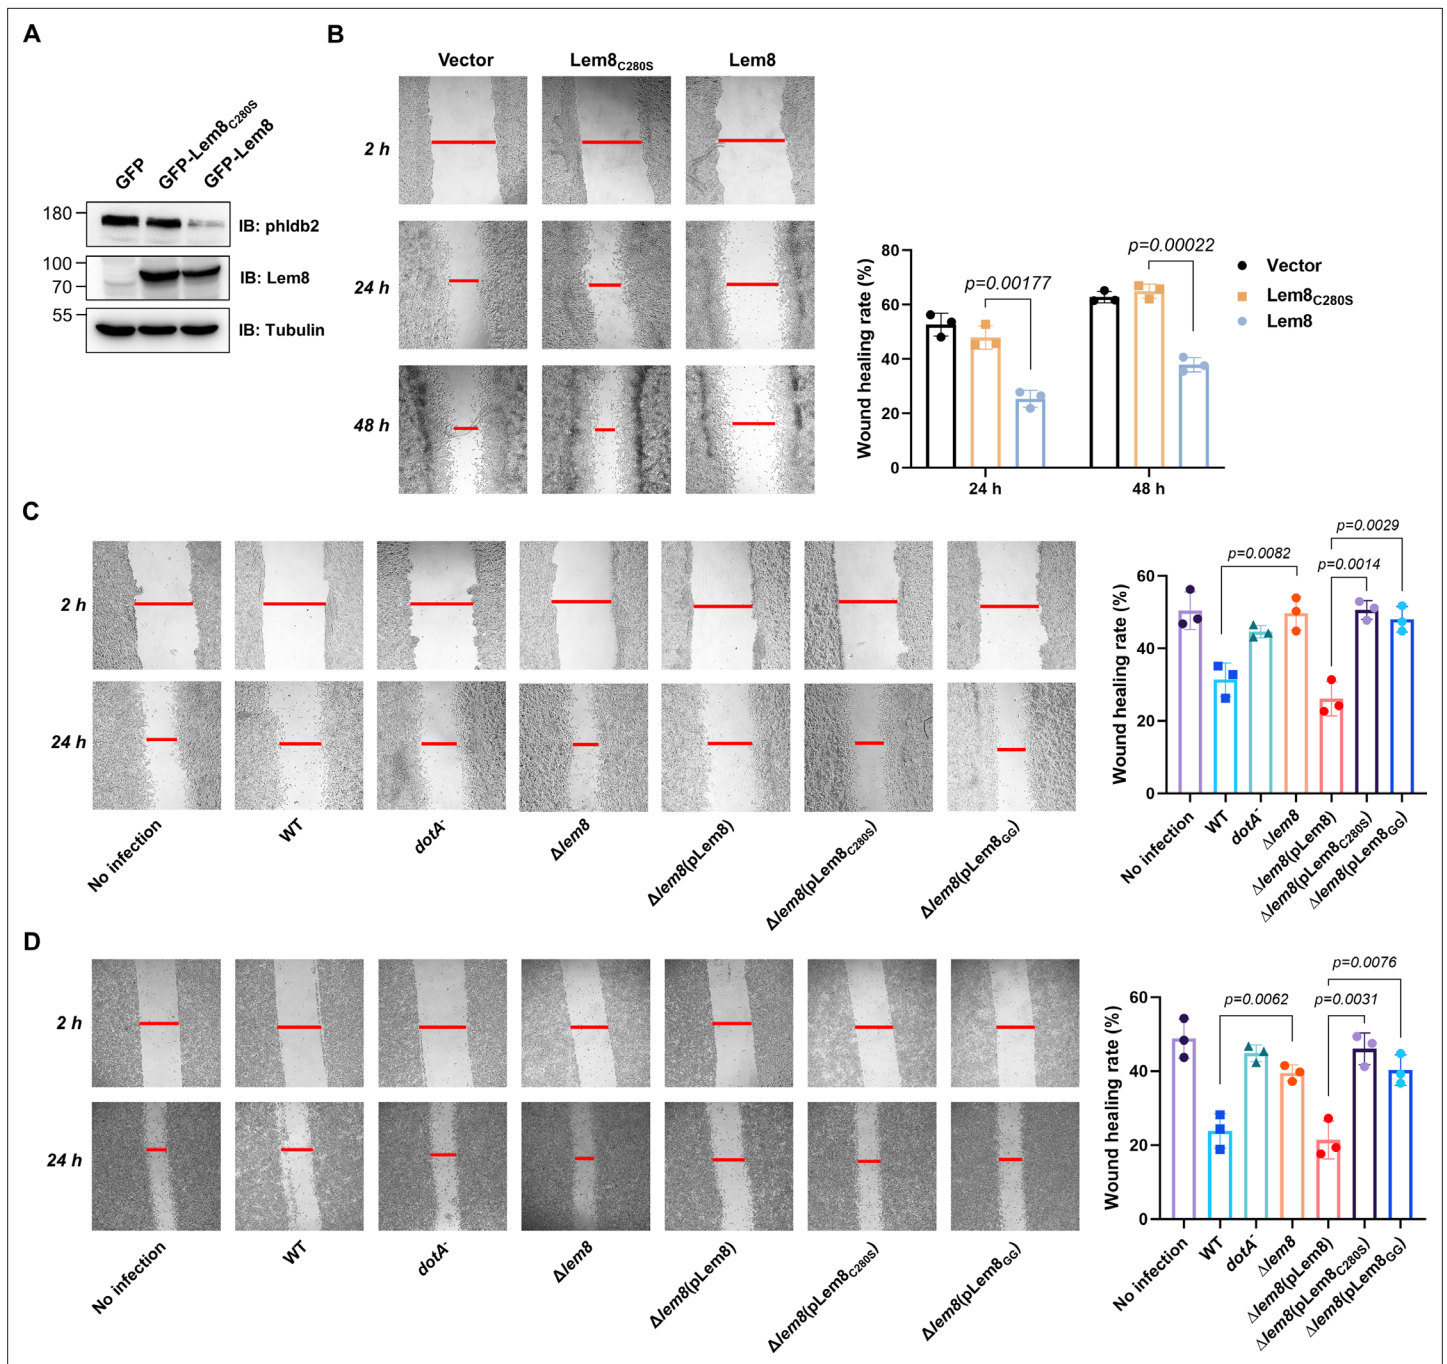 A
GFP
GFP-Lem8C280S
GFP-Lem8
180
IB: phldb2
100
70
IB: Lem8
55
IB: Tubulin
B
Vector
Lem8C280S
Lem8
2 h
24 h
48 h
Wound healing rate (%)
80
60
40
20
0
p=0.00177
p=0.00022
24 h
48 h
Vector
Lem8C280S
Lem8
C
2 h
24 h
No infection
WT
dotA-
Δlem8
Δlem8(pLem8)
Δlem8(pLem8C280S)
Δlem8(pLem8GG)
Wound healing rate (%)
60
40
20
0
p=0.0082
p=0.0029
p=0.0014
No infection
WT
dotA-
Δlem8
Δlem8(pLem8)
Δlem8(pLem8C280S)
Δlem8(pLem8GG)
D
2 h
24 h
No infection
WT
dotA-
Δlem8
Δlem8(pLem8)
Δlem8(pLem8C280S)
Δlem8(pLem8GG)
Wound healing rate (%)
60
40
20
0
p=0.0062
p=0.0076
p=0.0031
No infection
WT
dotA-
Δlem8
Δlem8(pLem8)
Δlem8(pLem8C280S)
Δlem8(pLem8GG)